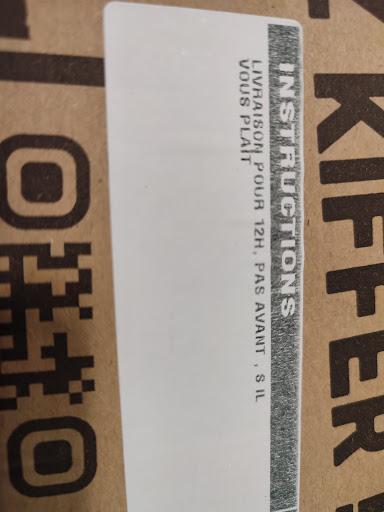 INSTRUCTIONS
LIVRAISON POUR 12H, PAS AVANT , S IL
VOUS PLAIT
KIFFER